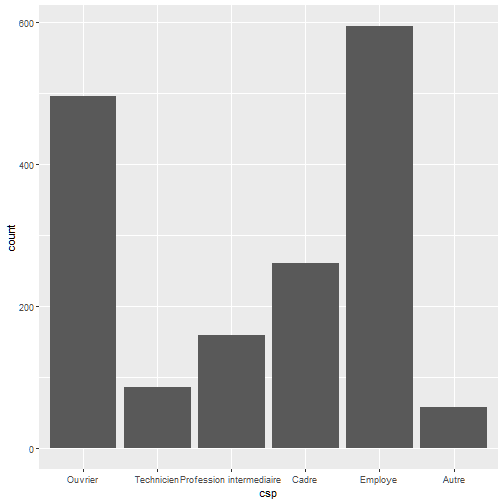 600
400
200
0
count
Ouvrier Technicien Profession intermediaire Cadre Employe Autre
csp